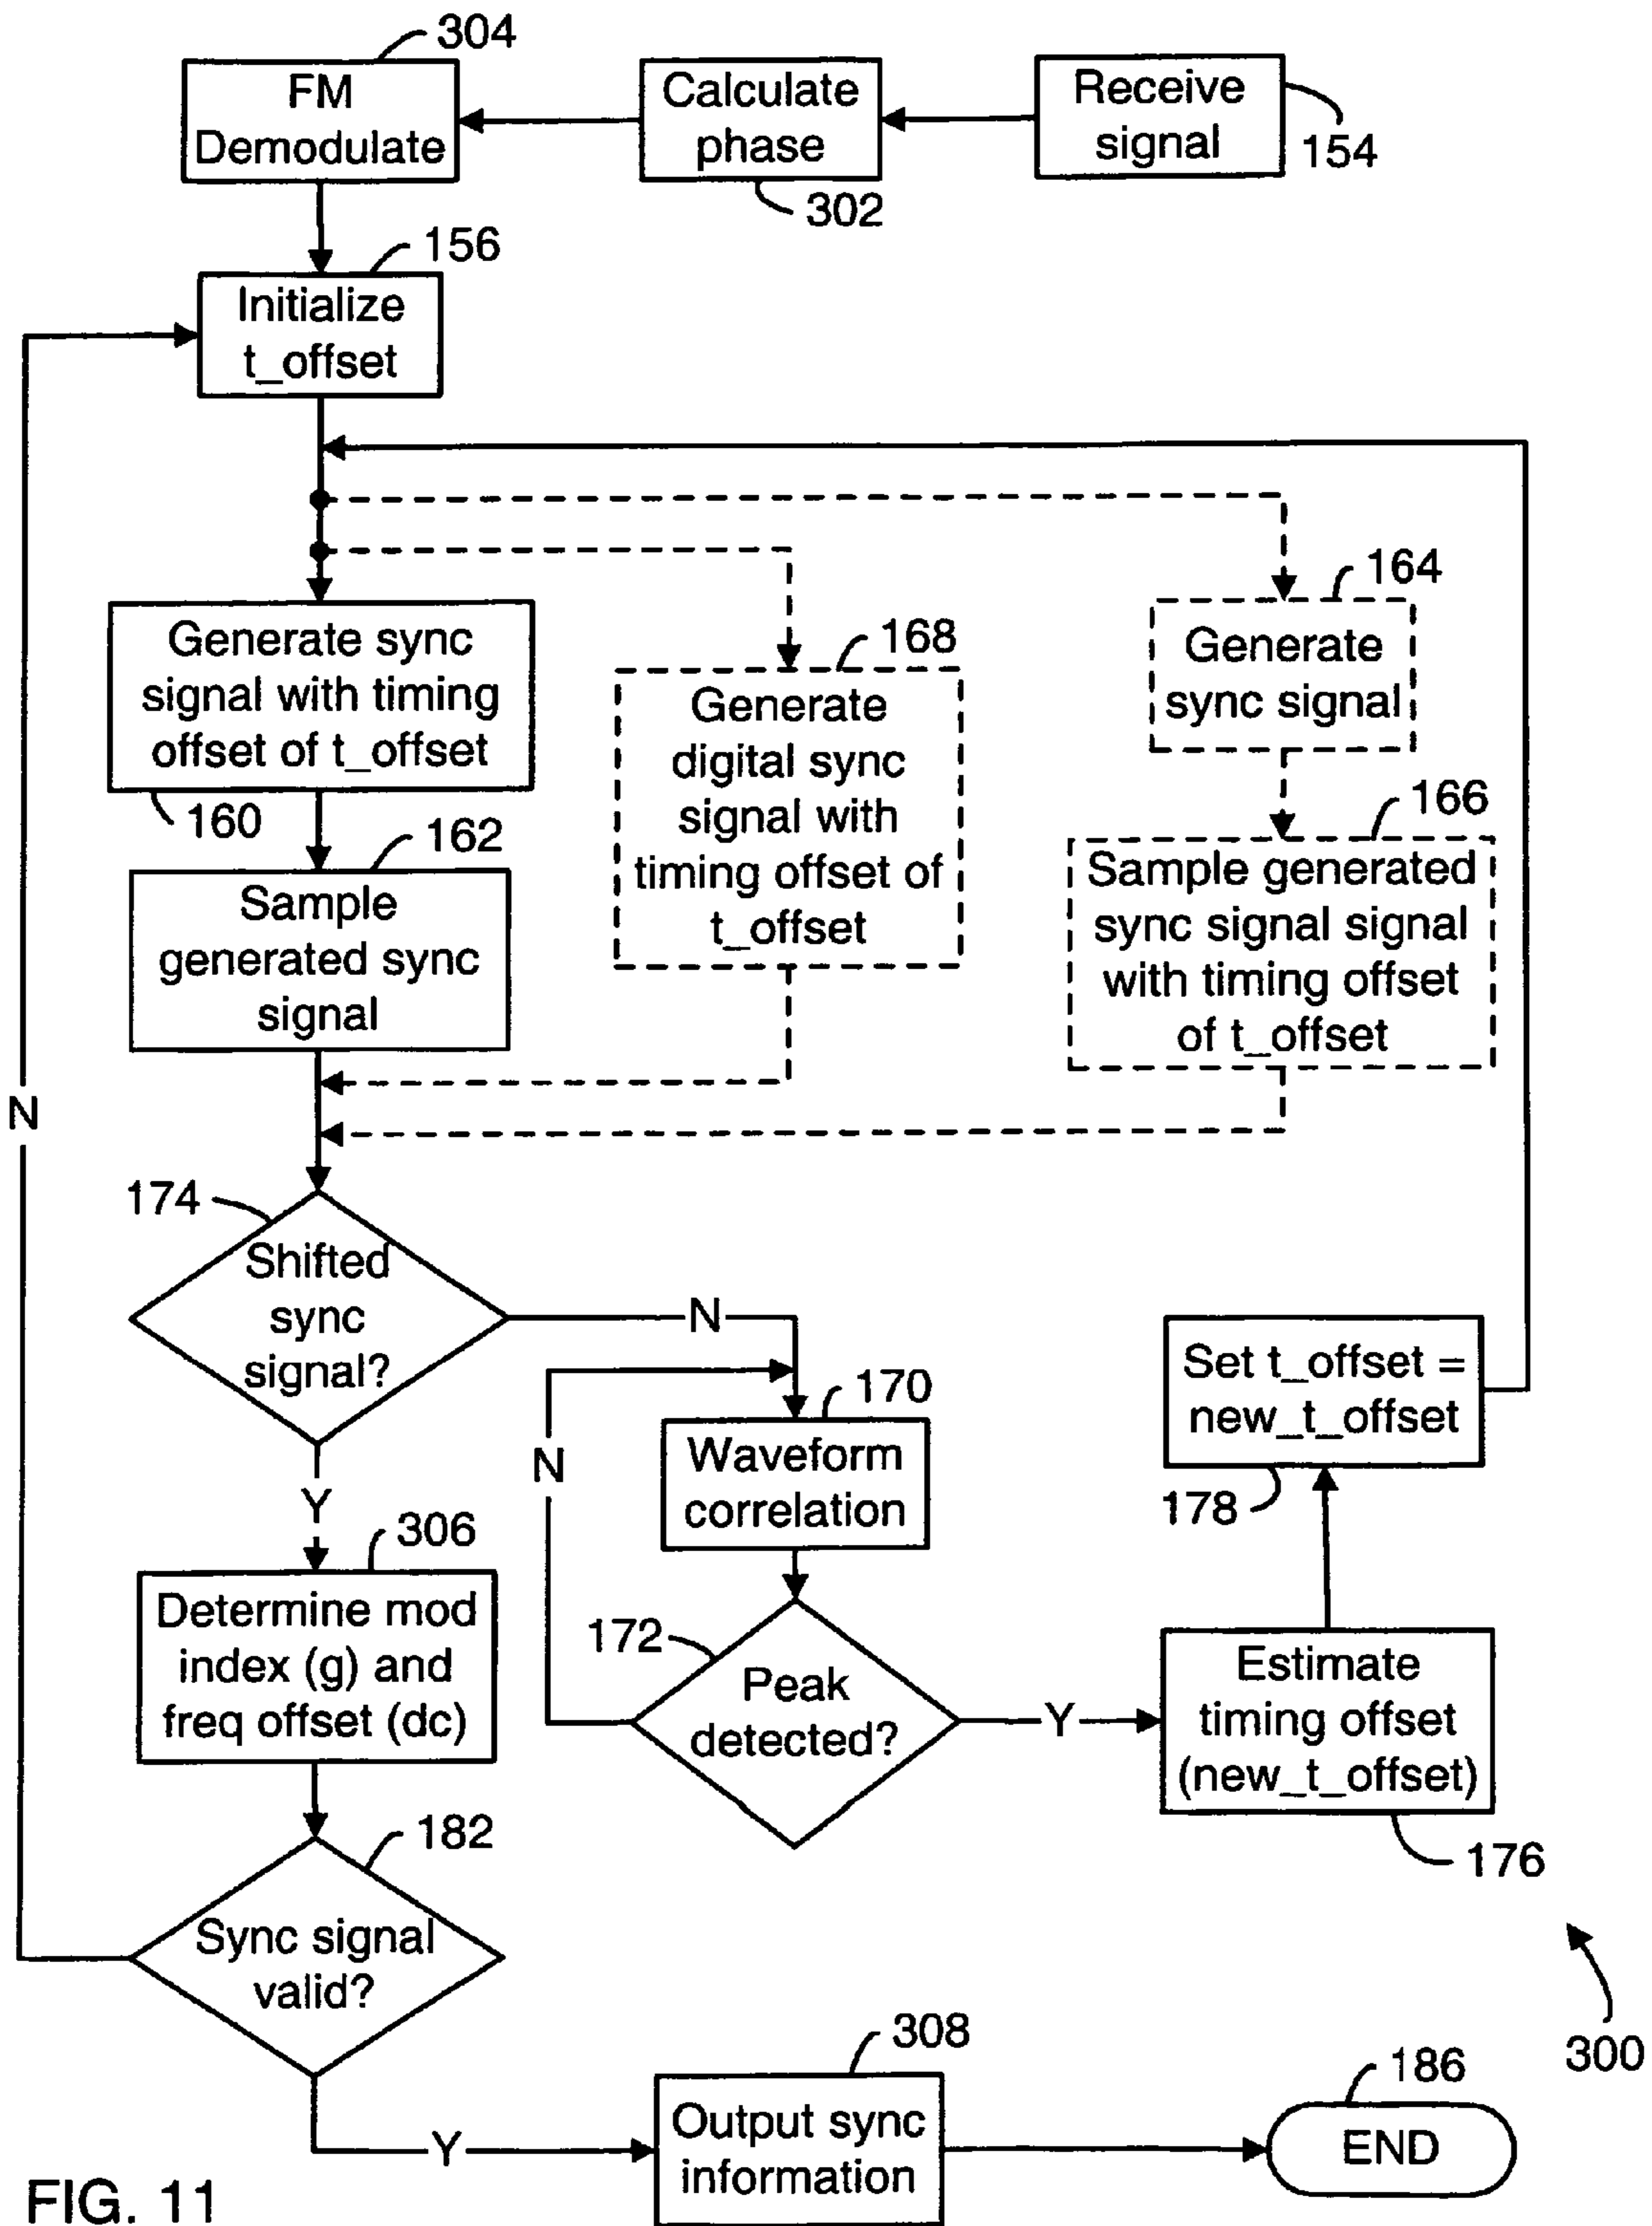 304
FM
Demodulate
Calculate
phase
302
Receive
signal
154
156
Initialize
t_offset
164
Generate
sync signal
168
Generate
digital sync
signal with
timing offset of
t_offset
Generate sync
signal with timing
offset of t_offset
160
162
Sample
generated sync
signal
166
Sample generated
sync signal signal
with timing offset
of t_offset
N
174
Shifted
sync
signal?
N
Y
170
Waveform
correlation
N
Set t_offset =
new_t_offset
178
306
Determine mod
index (g) and
freq offset (dc)
172
Peak
detected?
Y
Estimate
timing offset
(new_t_offset)
176
182
Sync signal
valid?
Y
308
Output sync
information
186
END
300
FIG. 11